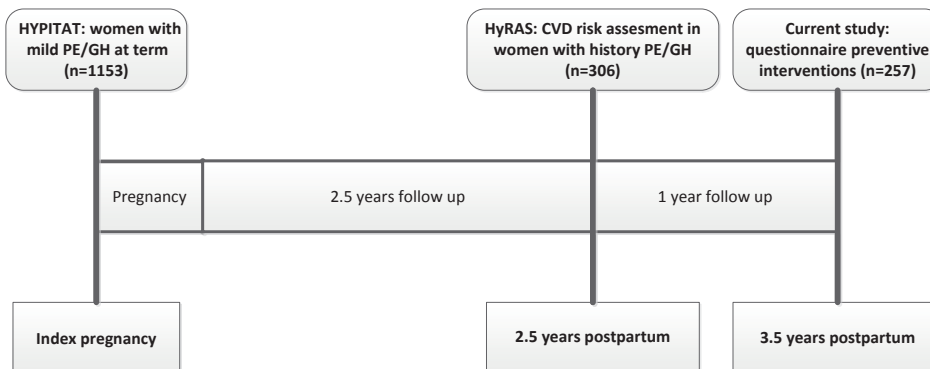 HYPITAT: women with
mild PE/GH at term
(n=1153)
HyRAS: CVD risk assesment in
women with history PE/GH
(n=306)
Current study:
questionnaire preventive
interventions (n=257)
Pregnancy
2.5 years follow up
1 year follow up
Index pregnancy
2.5 years postpartum
3.5 years postpartum